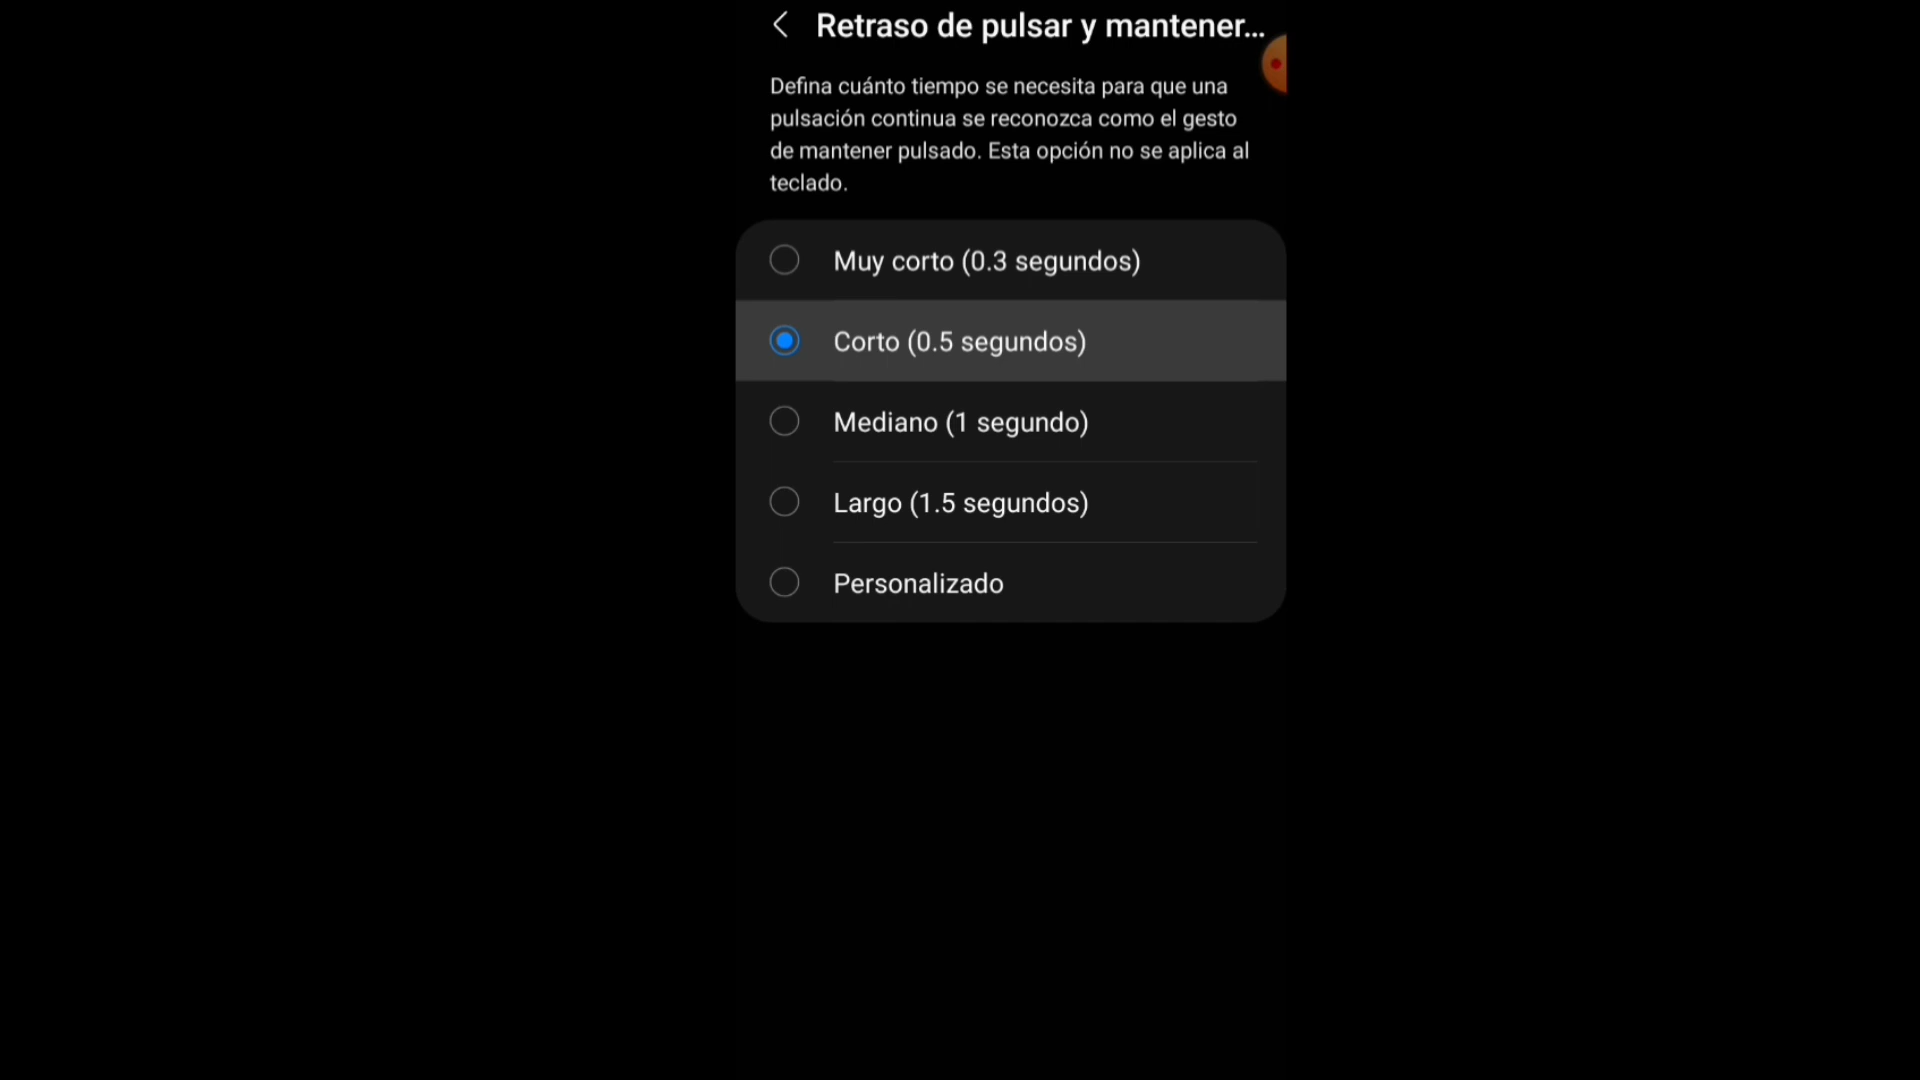 Retraso de pulsar y mantener...
Defina cuánto tiempo se necesita para que una
pulsación continua se reconozca como el gesto
de mantener pulsado. Esta opción no se aplica al
teclado.
Muy corto (0.3 segundos)
Corto (0.5 segundos)
Mediano (1 segundo)
Largo (1.5 segundos)
Personalizado